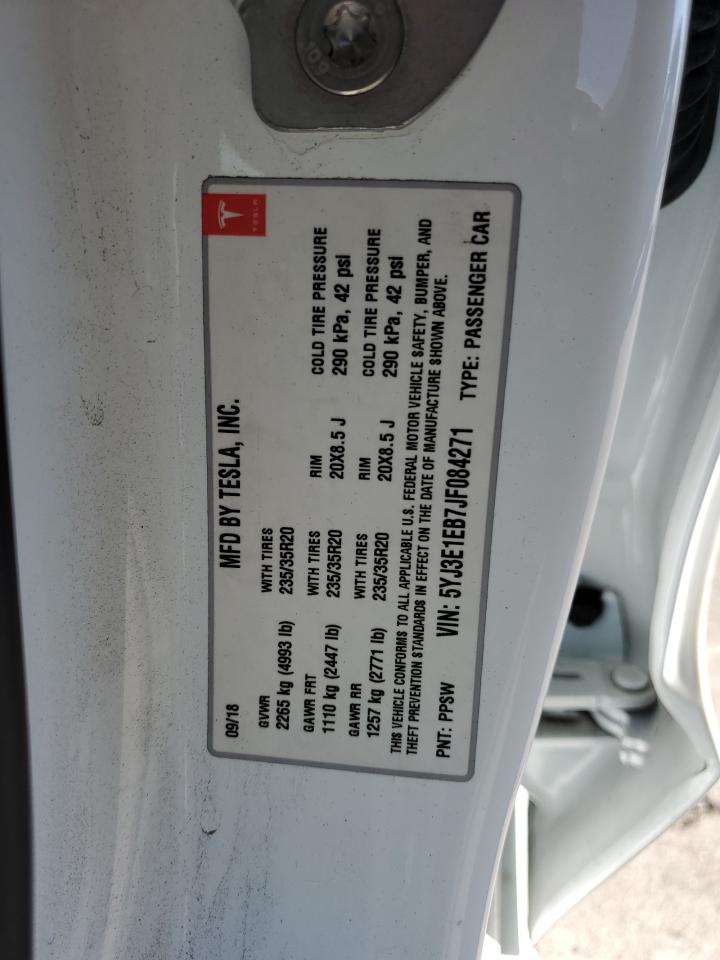 109
TESLA
09/18 MFD BY TESLA, INC.
GVWR WITH TIRES
2265 kg (4993 lb) 235/35R20
GAWR FRT WITH TIRES RIM COLD TIRE PRESSURE
1110 kg (2447 lb) 235/35R20 20X8.5 J 290 kPa, 42 psi
GAWR RR WITH TIRES RIM COLD TIRE PRESSURE
1257 kg (2771 lb) 235/35R20 20X8.5 J 290 kPa, 42 psi
THIS VEHICLE CONFORMS TO ALL APPLICABLE U.S. FEDERAL MOTOR VEHICLE SAFETY, BUMPER, AND
THEFT PREVENTION STANDARDS IN EFFECT ON THE DATE OF MANUFACTURE SHOWN ABOVE.
PNT: PPSW VIN: 5YJ3E1EB7JF084271 TYPE: PASSENGER CAR